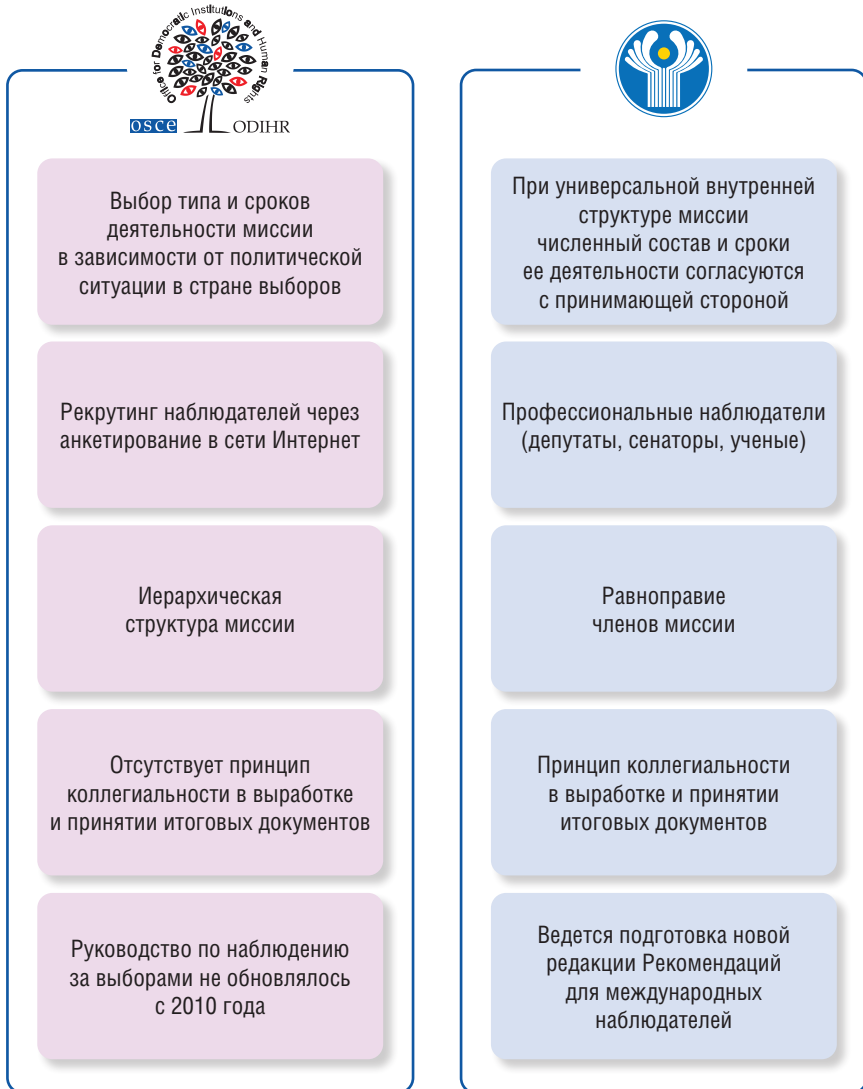 Office for Democratic Institutions and Human Rights
osce ODIHR
Выбор типа и сроков
деятельности миссии
в зависимости от политической
ситуации в стране выборов
Рекрутинг наблюдателей через
анкетирование в сети Интернет
Иерархическая
структура миссии
Отсутствует принцип
коллегиальности в выработке
и принятии итоговых документов
Руководство по наблюдению
за выборами не обновлялось
с 2010 года
При универсальной внутренней
структуре миссии
численный состав и сроки
ее деятельности согласуются
с принимающей стороной
Профессиональные наблюдатели
(депутаты, сенаторы, ученые)
Равноправие
членов миссии
Принцип коллегиальности
в выработке и принятии
итоговых документов
Ведется подготовка новой
редакции Рекомендаций
для международных
наблюдателей